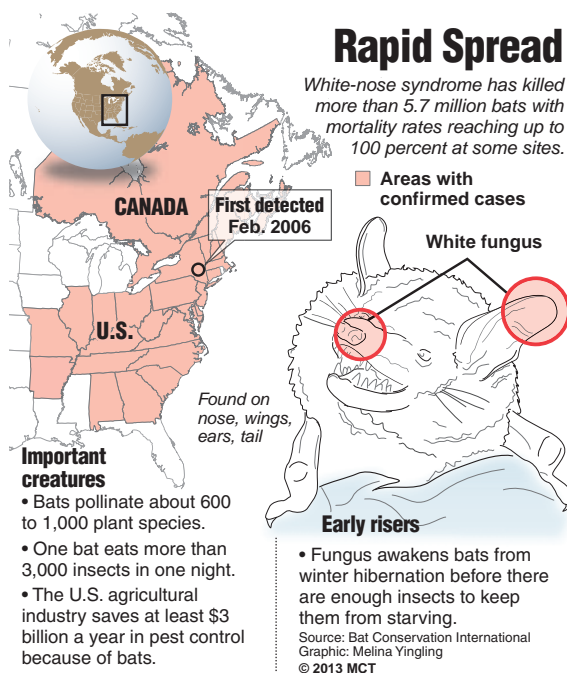 Rapid Spread
White-nose syndrome has killed
more than 5.7 million bats with
mortality rates reaching up to
100 percent at some sites.
Areas with
confirmed cases
CANADA
First detected
Feb. 2006
White fungus
U.S.
Found on
nose, wings,
ears, tail
Important
creatures
• Bats pollinate about 600
to 1,000 plant species.
• One bat eats more than
3,000 insects in one night.
• The U.S. agricultural
industry saves at least $3
billion a year in pest control
because of bats.
Early risers
• Fungus awakens bats from
winter hibernation before there
are enough insects to keep
them from starving.
Source: Bat Conservation International
Graphic: Melina Yingling
© 2013 MCT